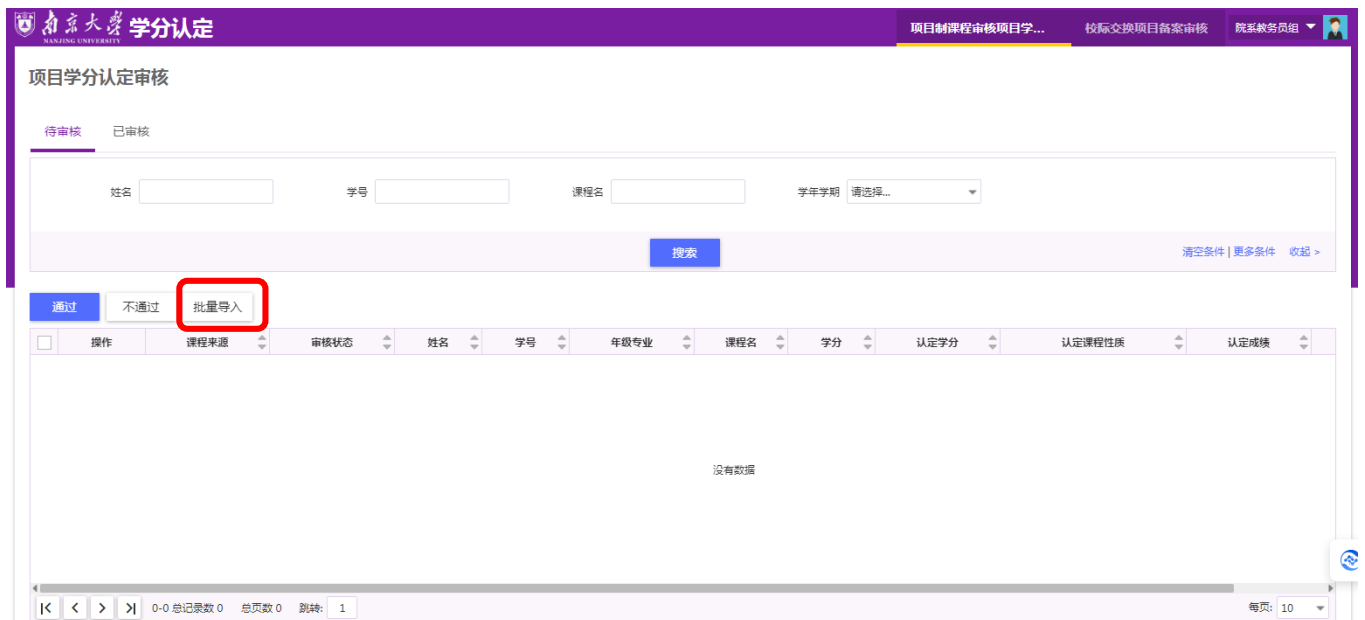 南京大学 学分认定 项目制课程审核项目学... 校际交换项目备案审核 院系教务员组
NANJING UNIVERSITY
项目学分认定审核
待审核 已审核
姓名 学号 课程名 学年学期 请选择...
搜索 清空条件 | 更多条件 收起 >
通过 不通过 批量导入
操作 课程来源 审核状态 姓名 学号 年级专业 课程名 学分 认定学分 认定课程性质 认定成绩
没有数据
0-0 总记录数 0 总页数 0 跳转: 1 每页: 10